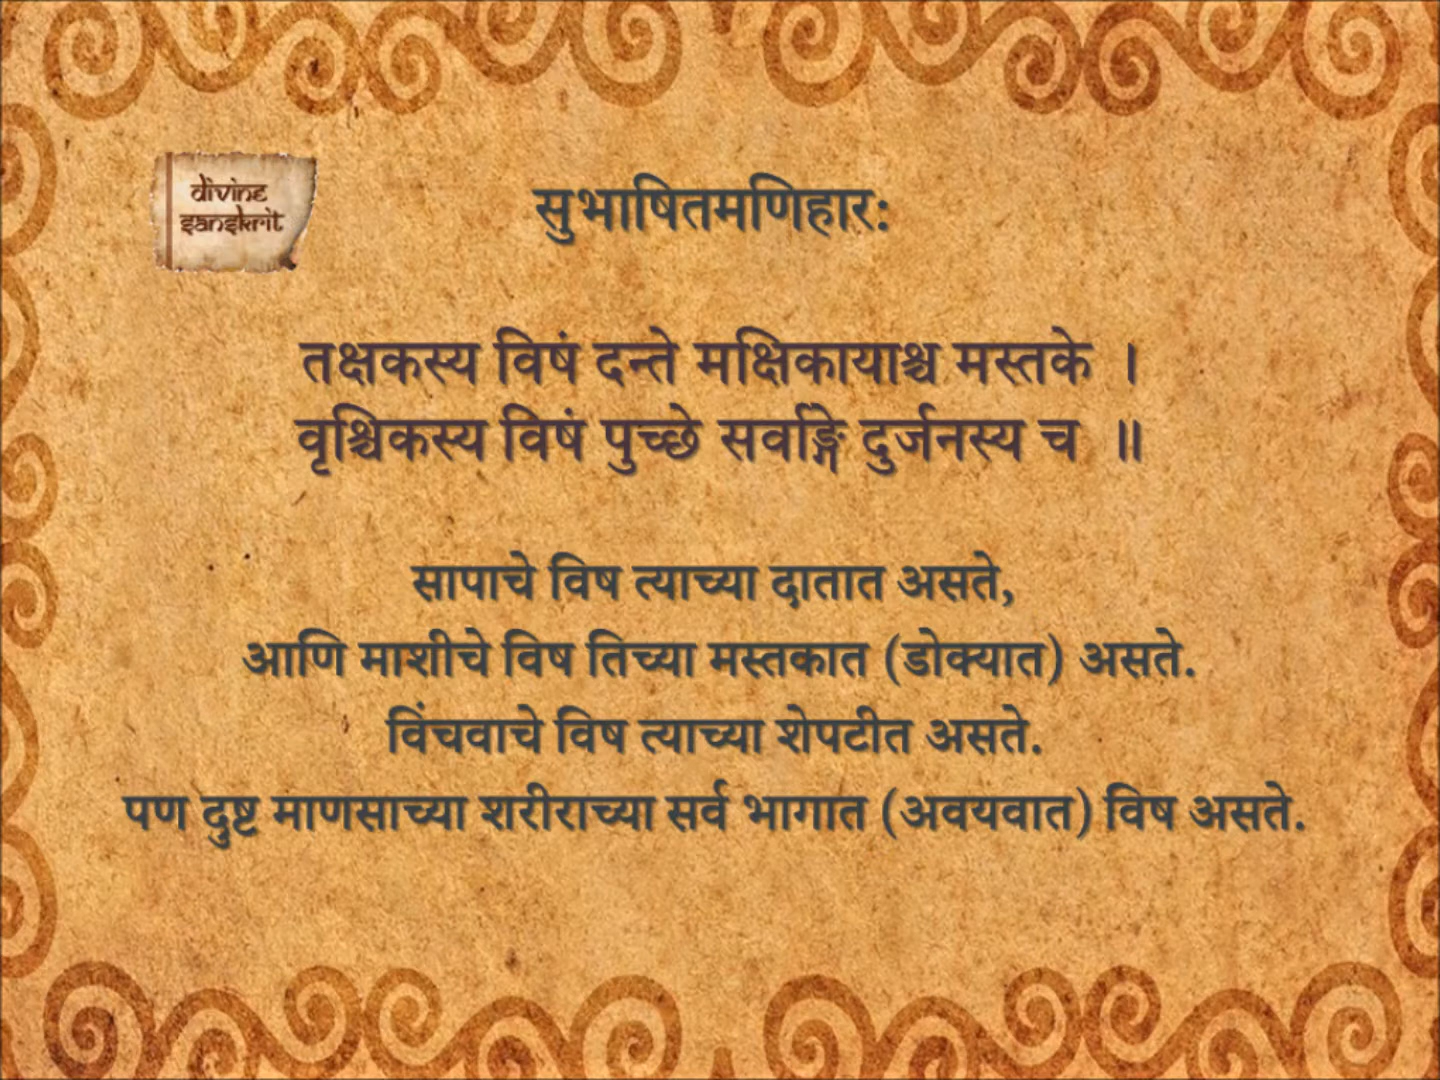 divine
sanskrit
सुभाषितमणिहार:
तक्षकस्य विषं दन्ते मक्षिकायाश्च मस्तके ।
वृश्चिकस्य विषं पुच्छे सर्वाङ्गे दुर्जनस्य च ॥
सापाचे विष त्याच्या दातात असते,
आणि माशीचे विष तिच्या मस्तकात (डोक्यात) असते.
विंचवाचे विष त्याच्या शेपटीत असते.
पण दुष्ट माणसाच्या शरीराच्या सर्व भागात (अवयवात) विष असते.